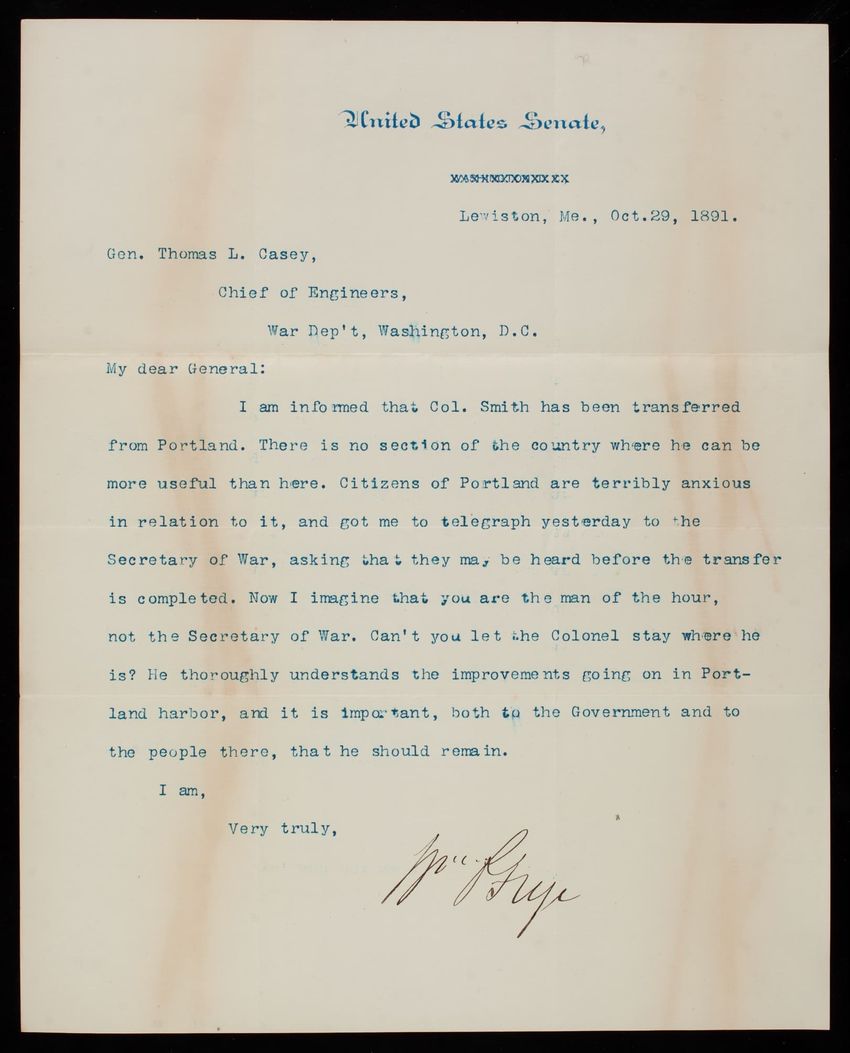 United States Senate,
Lewiston, Me., Oct.29, 1891.
Gen. Thomas L. Casey,
Chief of Engineers,
War Dep't, Washington, D.C.
My dear General:
I am informed that Col. Smith has been transferred
from Portland. There is no section of the country where he can be
more useful than here. Citizens of Portland are terribly anxious
in relation to it, and got me to telegraph yesterday to the
Secretary of War, asking that they may be heard before the transfer
is completed. Now I imagine that you are the man of the hour,
not the Secretary of War. Can't you let the Colonel stay where he
is? He thoroughly understands the improvements going on in Port-
land harbor, and it is important, both to the Government and to
the people there, that he should remain.
I am,
Very truly,
Wm P Frye